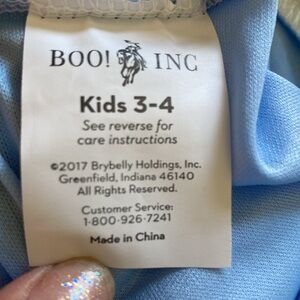 BOO! INC
Kids 3-4
See reverse for
care instructions
©2017 Brybelly Holdings, Inc.
Greenfield, Indiana 46140
All Rights Reserved.
Customer Service:
1-800-926-7241
Made in China